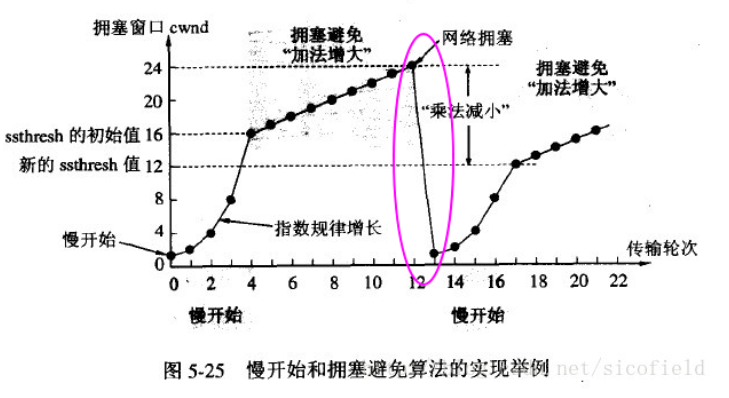 拥塞窗口 cwnd
拥塞避免
“加法增大”
网络拥塞
拥塞避免
“加法增大”
24
20
“乘法减小”
ssthresh 的初始值 16
新的 ssthresh 值 12
8
4
慢开始
指数规律增长
0
传输轮次
0 2 4 6 8 10 12 14 16 18 20 22
慢开始
慢开始
图 5-25 慢开始和拥塞避免算法的实现举例
net/sicofield